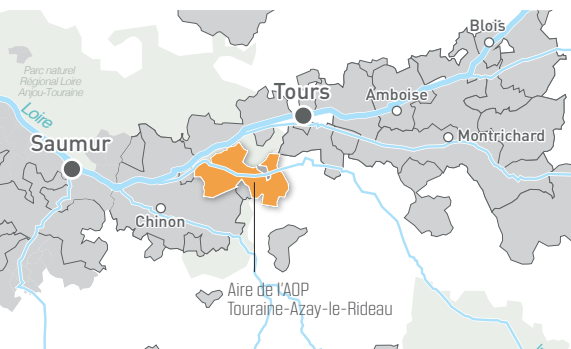 Blois
Parc naturel
Régional Loire
Anjou-Touraine
Tours
Amboise
Loire
Montrichard
Saumur
Chinon
Aire de l'AOP
Touraine-Azay-le-Rideau